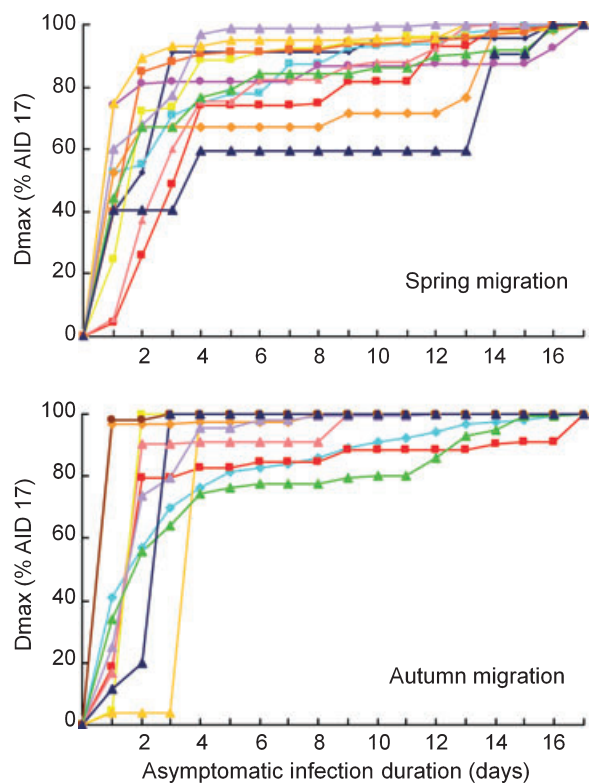 Dmax (% AID 17)
100
80
60
40
20
0
2 4 6 8 10 12 14 16
Spring migration
Dmax (% AID 17)
100
80
60
40
20
0
2 4 6 8 10 12 14 16
Autumn migration
Asymptomatic infection duration (days)